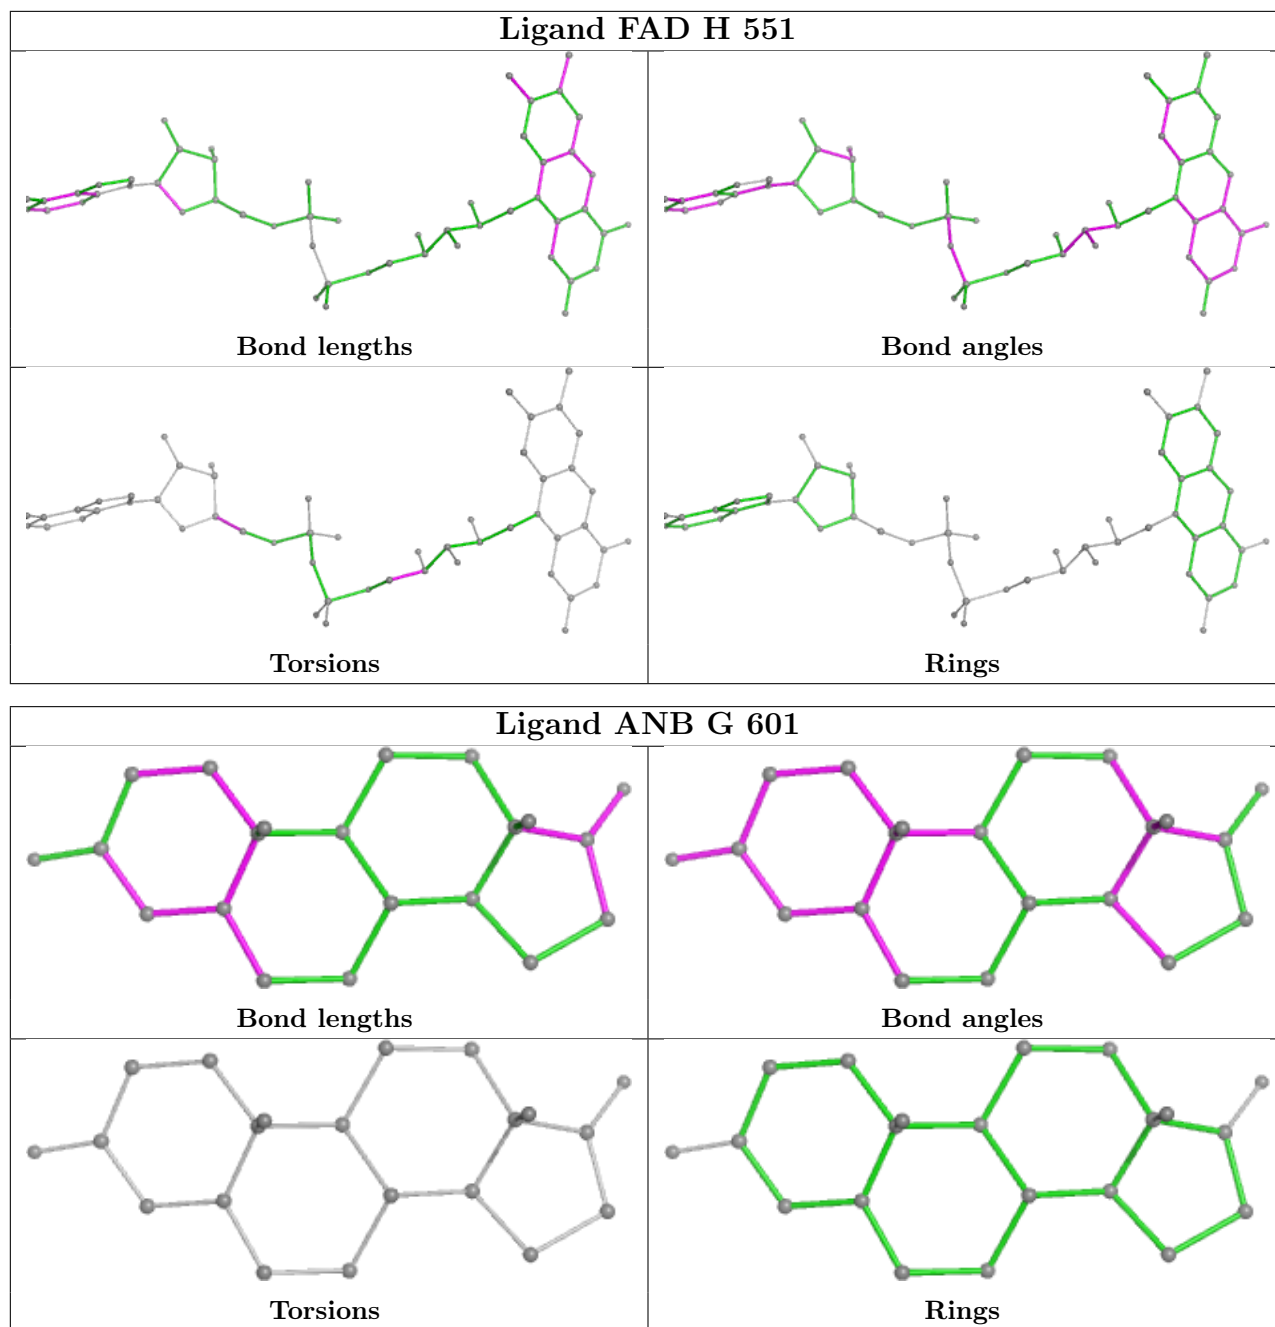 Ligand FAD H 551
Bond lengths
Bond angles
Torsions
Rings
Ligand ANB G 601
Bond lengths
Bond angles
Torsions
Rings